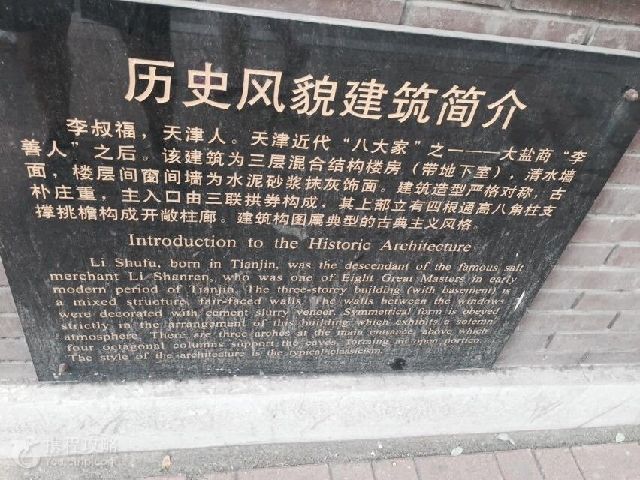 历史风貌建筑简介
李叔福，天津人。天津近代“八大家”之一——大盐商“李
善人”之后。该建筑为三层混合结构楼房（带地下室），清水墙
面，楼层间窗间墙为水泥砂浆抹灰饰面。建筑造型严格对称，古
朴庄重，主入口由三联拱券构成，其上部立有四根通高八角柱支
撑挑檐构成开敞柱廊。建筑构图属典型的古典主义风格。
Introduction to the Historic Architecture
Li Shufu, born in Tianjin, was the descendant of the famous salt
merchant Li Shanren, who was one of Eight Great Masters in early
modern period of Tianjin. The three-storey building (with basement) is
a mixed structure, fair-faced walls. The walls between the windows
were decorated with cement slurry veneer. Symmetrical form is obeyed
strictly in the arrangement of this building which exhibits a solemn
atmosphere. There are three arches at the main entrance, above which
four octagonal columns support the eaves, forming an open portico.
The style of the architecture is the typical classicism.
携程攻略